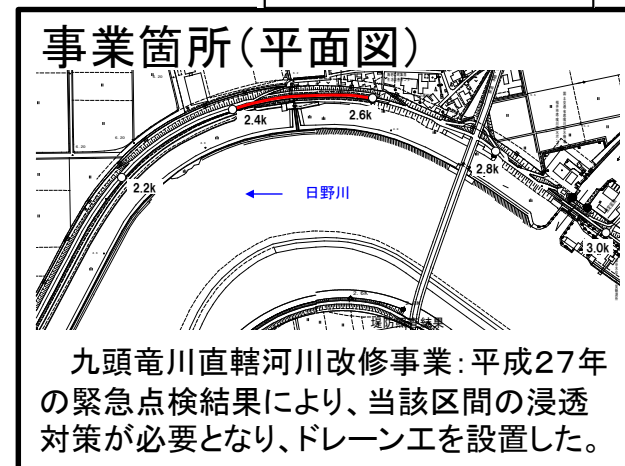 事業箇所(平面図)
2.4k
2.6k
2.8k
2.2k
日野川
3.0k
九頭竜川直轄河川改修事業:平成27年
の緊急点検結果により、当該区間の浸透
対策が必要となり、ドレーン工を設置した。